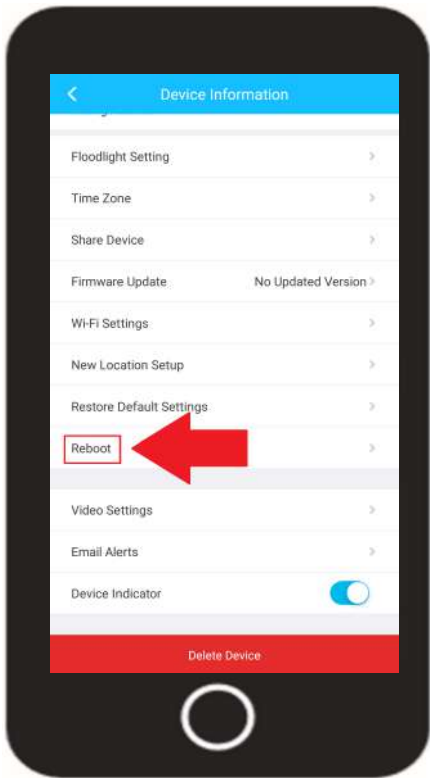 Device Information
Floodlight Setting
Time Zone
Share Device
Firmware Update No Updated Version
Wi-Fi Settings
New Location Setup
Restore Default Settings
Reboot
Video Settings
Email Alerts
Device Indicator
Delete Device